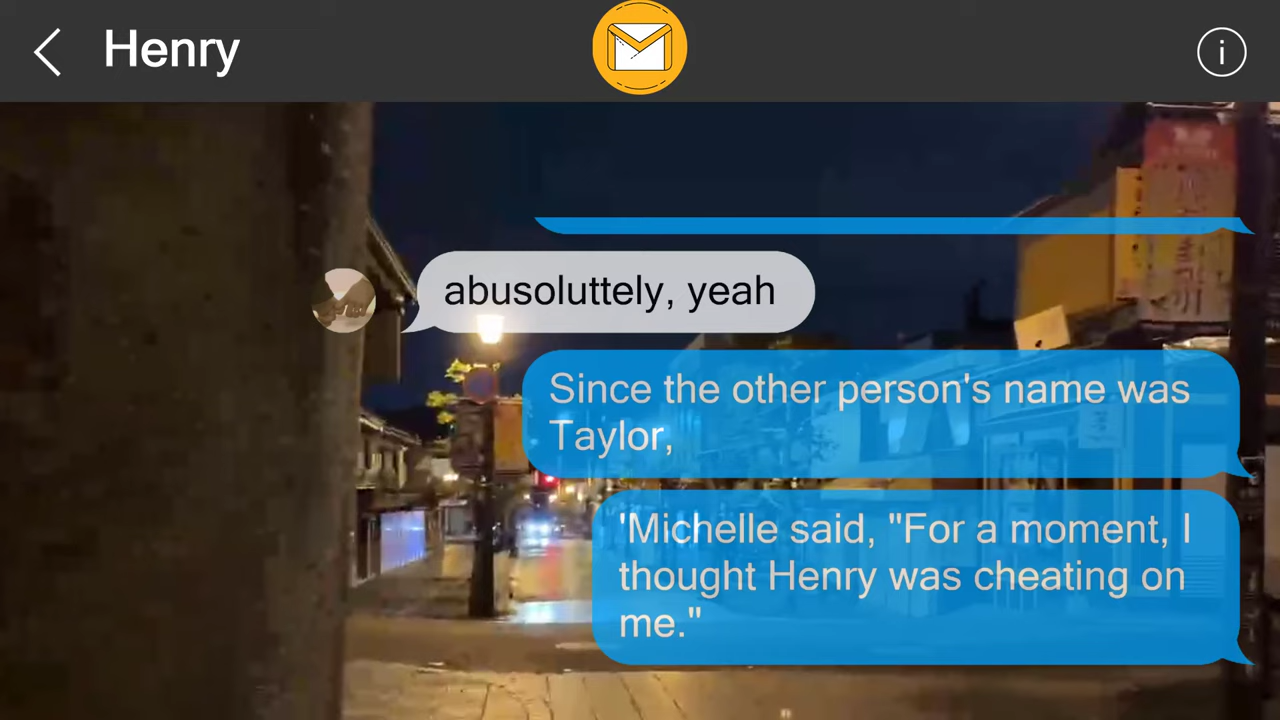 Henry
i
abusoluttely, yeah
Since the other person's name was
Taylor,
'Michelle said, "For a moment, I
thought Henry was cheating on
me."